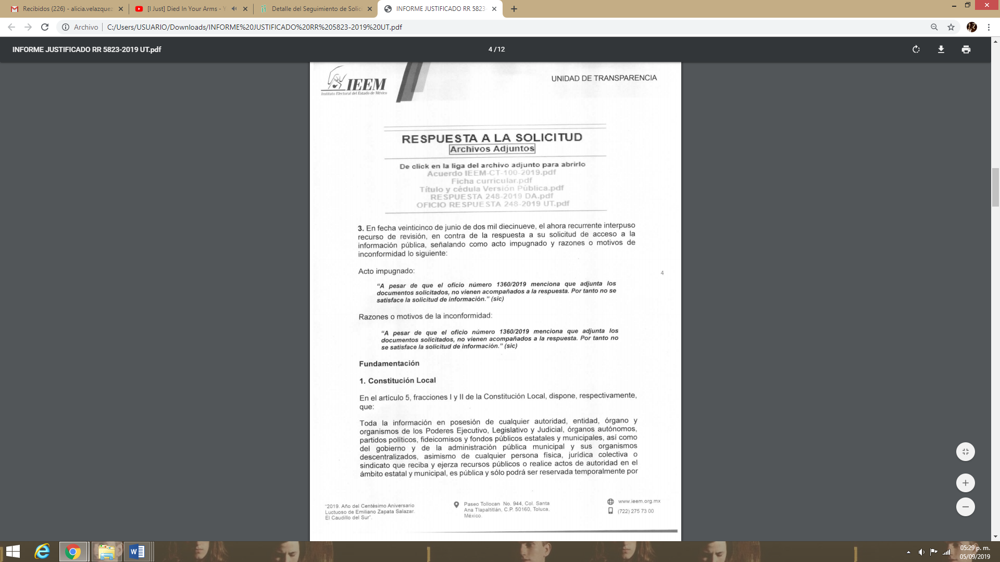 Recibidos (226) - alicia.velazquez
[I Just] Died In Your Arms - Y
Detalle del Seguimiento de Solic
INFORME JUSTIFICADO RR 5823-
Archivo
C:/Users/USUARIO/Downloads/INFORME%20JUSTIFICADO%20RR%205823-2019%20UT.pdf
INFORME JUSTIFICADO RR 5823-2019 UT.pdf
4 / 12
IEEM
Instituto Electoral del Estado de México
UNIDAD DE TRANSPARENCIA
RESPUESTA A LA SOLICITUD
Archivos Adjuntos
De click en la liga del archivo adjunto para abrirlo
Acuerdo IEEM-CT-100-2019.pdf
Ficha curricular.pdf
Título y cédula Versión Pública.pdf
RESPUESTA 248-2019 DA.pdf
OFICIO RESPUESTA 248-2019 UT.pdf
3. En fecha veinticinco de junio de dos mil diecinueve, el ahora recurrente interpuso
recurso de revisión, en contra de la respuesta a su solicitud de acceso a la
información pública, señalando como acto impugnado y razones o motivos de
inconformidad lo siguiente:
Acto impugnado:
4
“A pesar de que el oficio número 1360/2019 menciona que adjunta los
documentos solicitados, no vienen acompañados a la respuesta. Por tanto no se
satisface la solicitud de información.” (sic)
Razones o motivos de la inconformidad:
“A pesar de que el oficio número 1360/2019 menciona que adjunta los
documentos solicitados, no vienen acompañados a la respuesta. Por tanto no
se satisface la solicitud de información.” (sic)
Fundamentación
1. Constitución Local
En el artículo 5, fracciones I y II de la Constitución Local, dispone, respectivamente,
que:
Toda la información en posesión de cualquier autoridad, entidad, órgano y
organismos de los Poderes Ejecutivo, Legislativo y Judicial, órganos autónomos,
partidos políticos, fideicomisos y fondos públicos estatales y municipales, así como
del gobierno y de la administración pública municipal y sus organismos
descentralizados, asimismo de cualquier persona física, jurídica colectiva o
sindicato que reciba y ejerza recursos públicos o realice actos de autoridad en el
ámbito estatal y municipal, es pública y sólo podrá ser reservada temporalmente por
“2019. Año del Centésimo Aniversario
Luctuoso de Emiliano Zapata Salazar.
El Caudillo del Sur”.
Paseo Tollocan No. 944, Col. Santa
Ana Tlapaltitlán, C.P. 50160, Toluca,
México.
www.ieem.org.mx
(722) 275 73 00
05:29 p. m.
05/09/2019